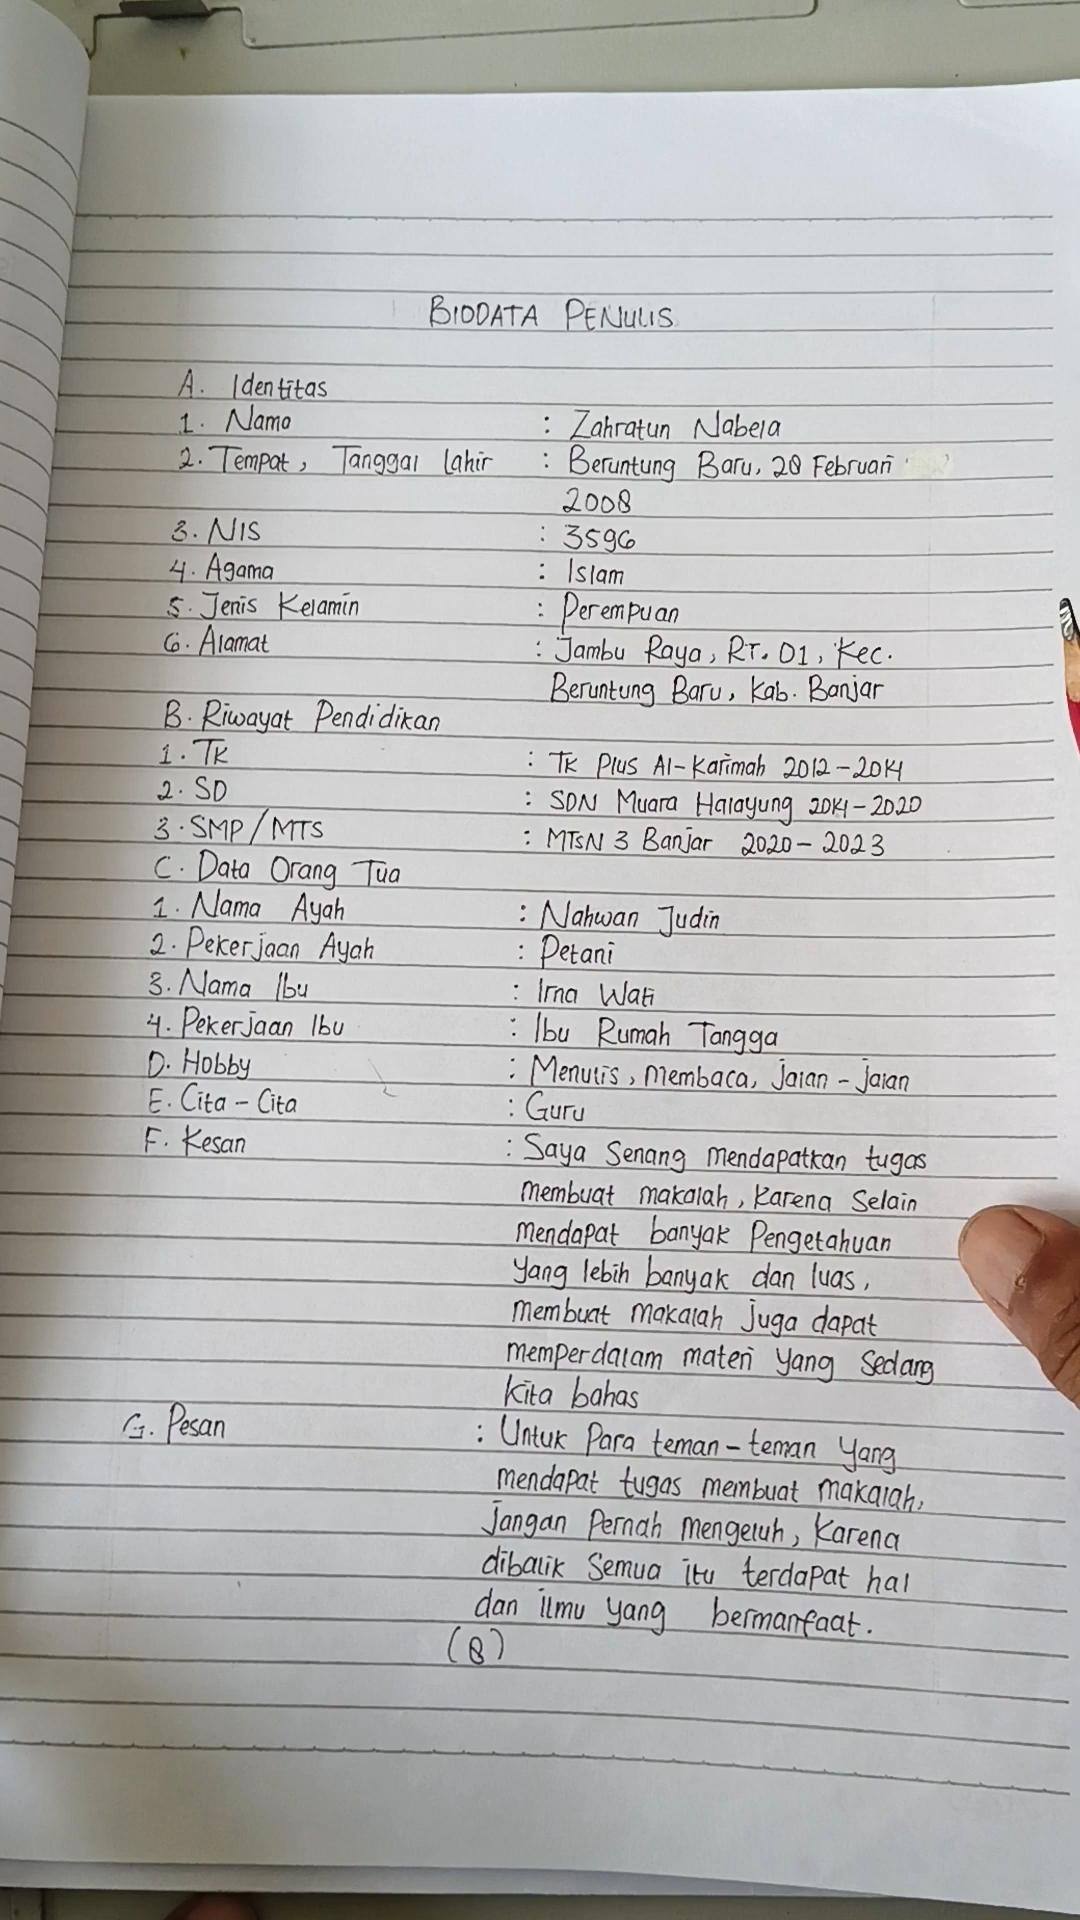 BIODATA PENULIS
A. Identitas
1. Nama : Zahratun Nabela
2. Tempat, Tanggal Lahir : Beruntung Baru, 28 Februari
2008
3. NIS : 3596
4. Agama : Islam
5. Jenis Kelamin : Perempuan
6. Alamat : Jambu Raya, RT. 01, Kec.
Beruntung Baru, Kab. Banjar
B. Riwayat Pendidikan
1. TK : TK Plus Al-Karimah 2012-2014
2. SD : SDN Muara Halayung 2014-2020
3. SMP/MTS : MTsN 3 Banjar 2020-2023
C. Data Orang Tua
1. Nama Ayah : Nahwan Judin
2. Pekerjaan Ayah : Petani
3. Nama Ibu : Irna Wati
4. Pekerjaan Ibu : Ibu Rumah Tangga
D. Hobby : Menulis, membaca, jalan-jalan
E. Cita-Cita : Guru
F. Kesan : Saya Senang mendapatkan tugas
membuat makalah, karena Selain
mendapat banyak Pengetahuan
yang lebih banyak dan luas,
membuat makalah juga dapat
memperdalam materi yang Sedang
Kita bahas
G. Pesan : Untuk Para teman-teman yang
mendapat tugas membuat makalah,
Jangan Pernah mengeluh, Karena
dibalik Semua itu terdapat hal
dan ilmu yang bermanfaat.
(8)